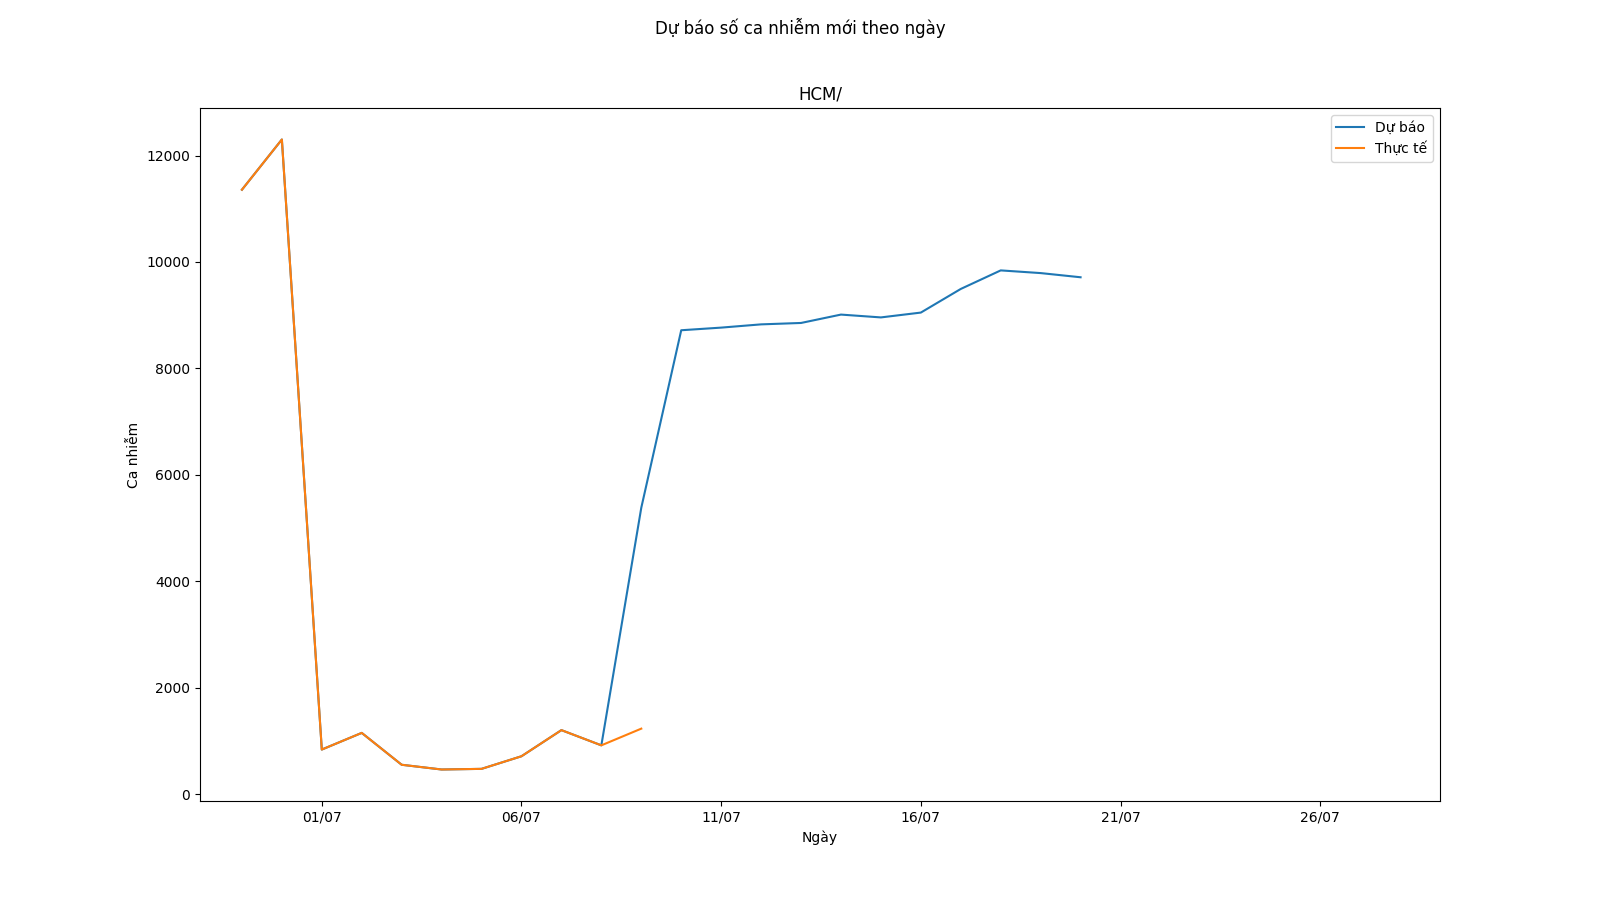 Dự báo số ca nhiễm mới theo ngày
HCM/
Dự báo
Thực tế
12000
10000
8000
6000
4000
2000
0
Ca nhiễm
01/07
06/07
11/07
16/07
21/07
26/07
Ngày